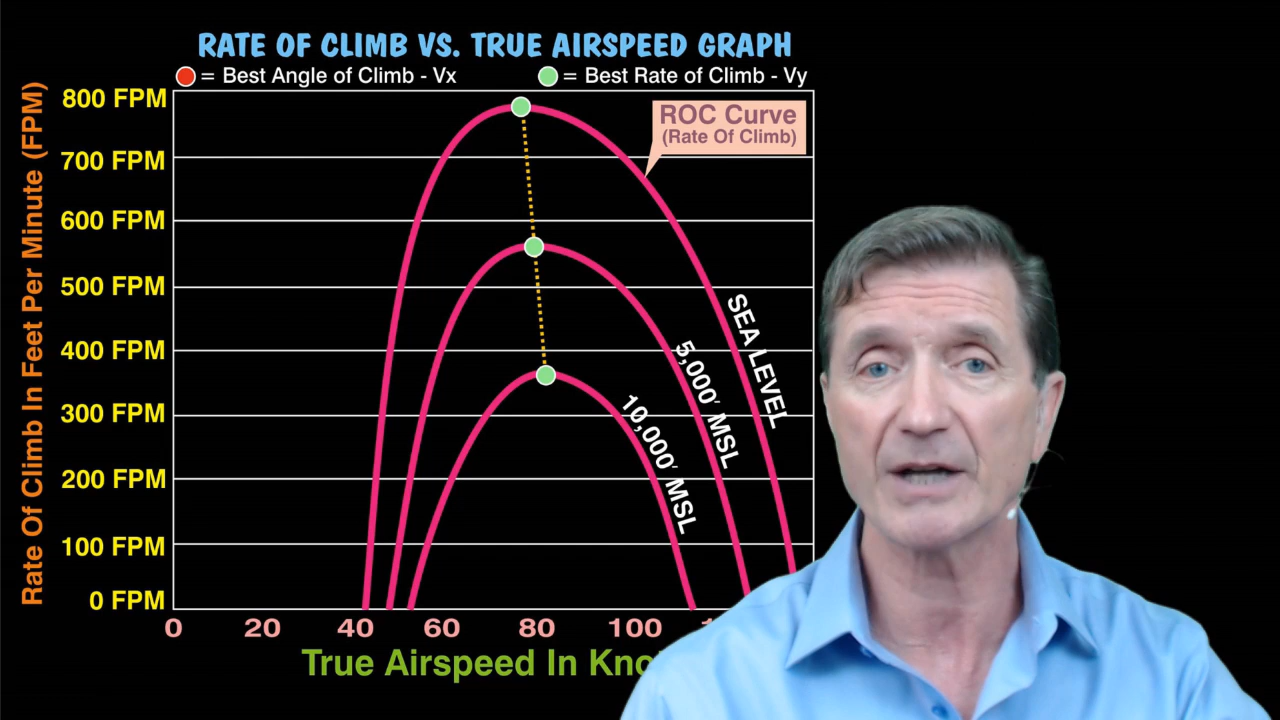 RATE OF CLIMB VS. TRUE AIRSPEED GRAPH
= Best Angle of Climb - Vx
= Best Rate of Climb - Vy
Rate Of Climb In Feet Per Minute (FPM)
800 FPM
700 FPM
600 FPM
500 FPM
400 FPM
300 FPM
200 FPM
100 FPM
0 FPM
ROC Curve
(Rate Of Climb)
SEA LEVEL
5,000' MSL
10,000' MSL
0 20 40 60 80 100
True Airspeed In